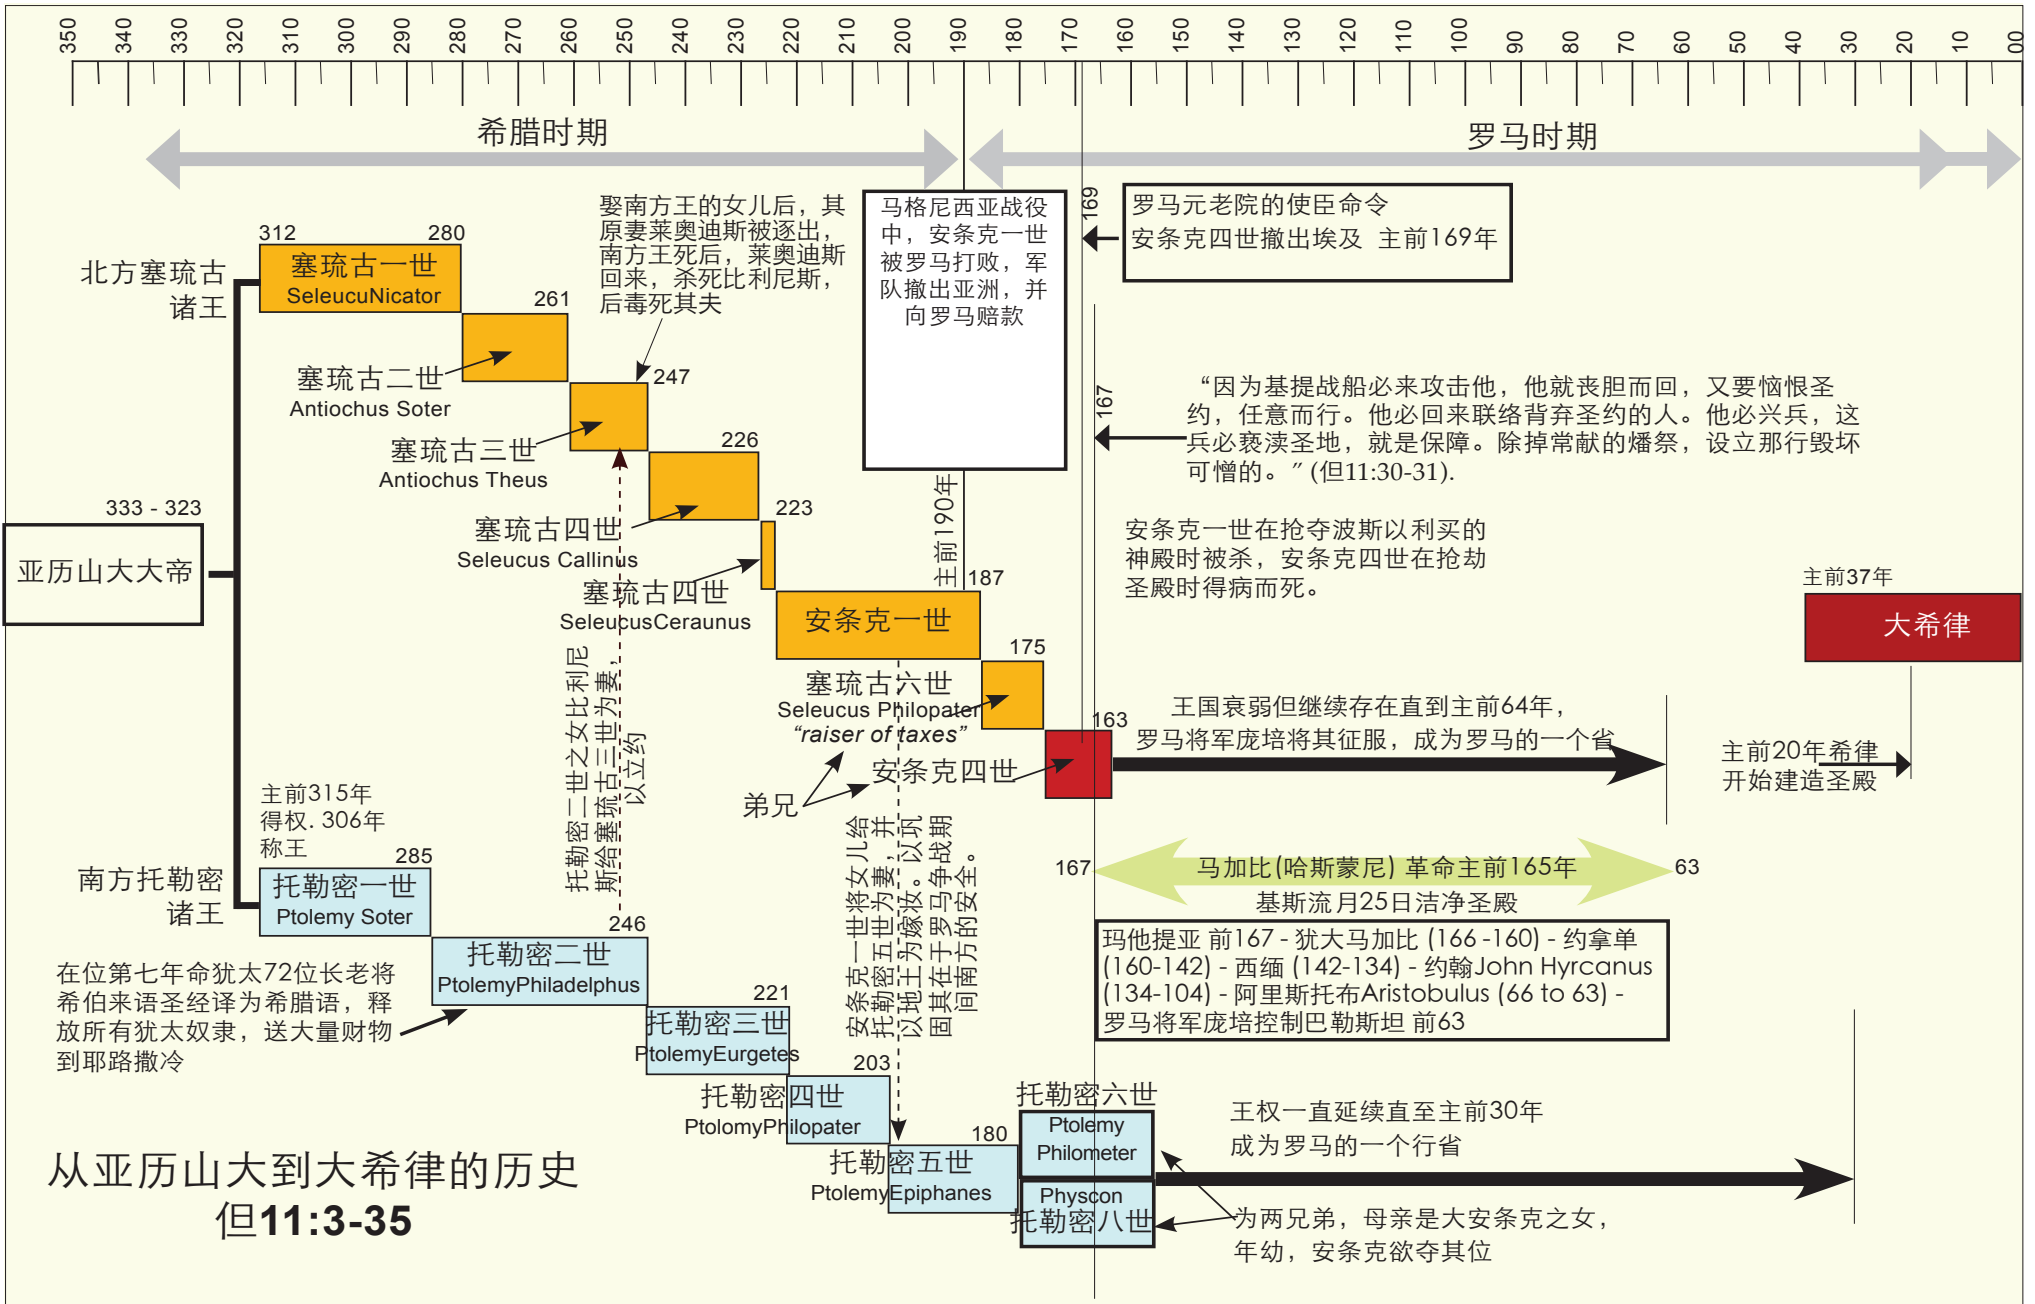 350 340 330 320 310 300 290 280 270 260 250 240 230 220 210 200 190 180 170 160 150 140 130 120 110 100 90 80 70 60 50 40 30 20 10 00
希腊时期
罗马时期
312
280
塞琉古一世
SeleucuNicator
北方塞琉古
诸王
261
塞琉古二世
Antiochus Soter
娶南方王的女儿后，其
原妻莱奥迪斯被逐出，
南方王死后，莱奥迪斯
回来，杀死比利尼斯，
后毒死其夫
247
塞琉古三世
Antiochus Theus
226
塞琉古四世
Seleucus Callinus
223
塞琉古四世
SeleucusCeraunus
马格尼西亚战役
中，安条克一世
被罗马打败，军
队撤出亚洲，并
向罗马赔款
主前190年
187
安条克一世
169
罗马元老院的使臣命令
安条克四世撤出埃及 主前169年
167
“因为基提战船必来攻击他，他就丧胆而回，又要恼恨圣
约，任意而行。他必回来联络背弃圣约的人。他必兴兵，这
兵必亵渎圣地，就是保障。除掉常献的燔祭，设立那行毁坏
可憎的。” (但11:30-31).
安条克一世在抢夺波斯以利买的
神殿时被杀，安条克四世在抢劫
圣殿时得病而死。
333 - 323
亚历山大大帝
175
塞琉古六世
Seleucus Philopater
“raiser of taxes”
163
安条克四世
弟兄
王国衰弱但继续存在直到主前64年，
罗马将军庞培将其征服，成为罗马的一个省
主前37年
大希律
主前20年希律
开始建造圣殿
托勒密二世之女比利尼
斯给塞琉古三世为妻，
以立约
安条克一世将女儿给
托勒密五世为妻，并
以地土为嫁妆。以巩
固其在于罗马争战期
间南方的安全。
167
马加比(哈斯蒙尼) 革命主前165年
63
基斯流月25日洁净圣殿
玛他提亚 前167 - 犹大马加比 (166 -160) - 约拿单
(160-142) - 西缅 (142-134) - 约翰John Hyrcanus
(134-104) - 阿里斯托布Aristobulus (66 to 63) -
罗马将军庞培控制巴勒斯坦 前63
主前315年
得权. 306年
称王
285
南方托勒密
诸王
托勒密一世
Ptolemy Soter
246
托勒密二世
PtolemyPhiladelphus
在位第七年命犹太72位长老将
希伯来语圣经译为希腊语，释
放所有犹太奴隶，送大量财物
到耶路撒冷
221
托勒密三世
PtolemyEurgetes
203
托勒密四世
PtolomyPhilopater
180
托勒密五世
PtolemyEpiphanes
托勒密六世
Ptolemy
Philometer
Physcon
托勒密八世
王权一直延续直至主前30年
成为罗马的一个行省
为两兄弟，母亲是大安条克之女，
年幼，安条克欲夺其位
从亚历山大到大希律的历史
但11:3-35